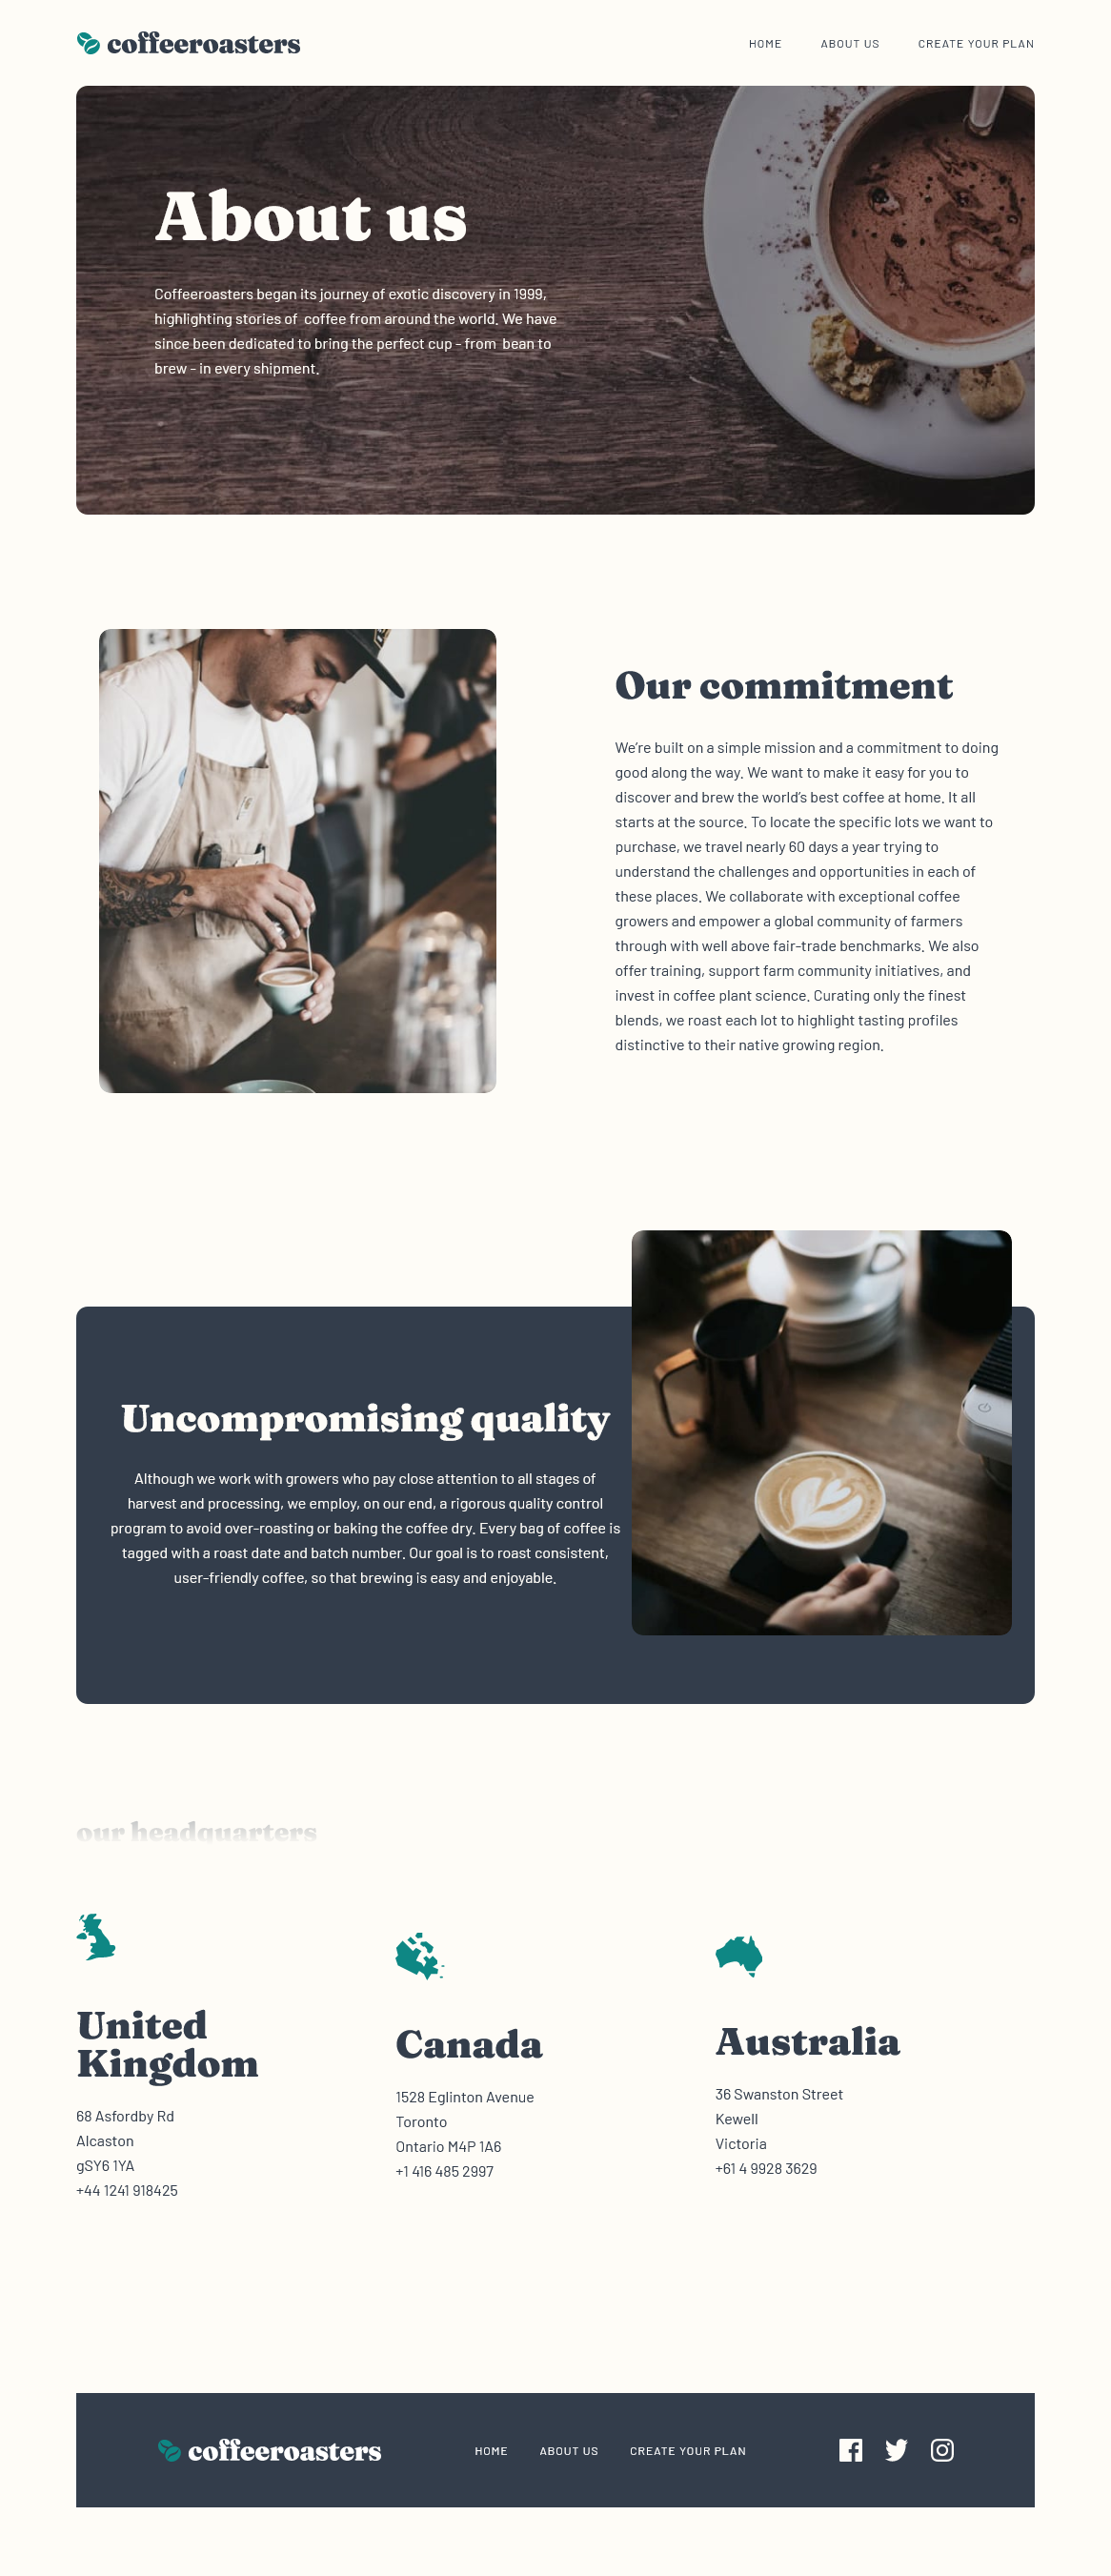 coffeeroasters
HOME ABOUT US CREATE YOUR PLAN
About us
Coffeeroasters began its journey of exotic discovery in 1999,
highlighting stories of  coffee from around the world. We have
since been dedicated to bring the perfect cup - from  bean to
brew - in every shipment.
Our commitment
We’re built on a simple mission and a commitment to doing
good along the way. We want to make it easy for you to
discover and brew the world’s best coffee at home. It all
starts at the source. To locate the specific lots we want to
purchase, we travel nearly 60 days a year trying to
understand the challenges and opportunities in each of
these places. We collaborate with exceptional coffee
growers and empower a global community of farmers
through with well above fair-trade benchmarks. We also
offer training, support farm community initiatives, and
invest in coffee plant science. Curating only the finest
blends, we roast each lot to highlight tasting profiles
distinctive to their native growing region.
Uncompromising quality
Although we work with growers who pay close attention to all stages of
harvest and processing, we employ, on our end, a rigorous quality control
program to avoid over-roasting or baking the coffee dry. Every bag of coffee is
tagged with a roast date and batch number. Our goal is to roast consistent,
user-friendly coffee, so that brewing is easy and enjoyable.
our headquarters
United
Kingdom
68 Asfordby Rd
Alcaston
gSY6 1YA
+44 1241 918425
Canada
1528 Eglinton Avenue
Toronto
Ontario M4P 1A6
+1 416 485 2997
Australia
36 Swanston Street
Kewell
Victoria
+61 4 9928 3629
coffeeroasters
HOME ABOUT US CREATE YOUR PLAN